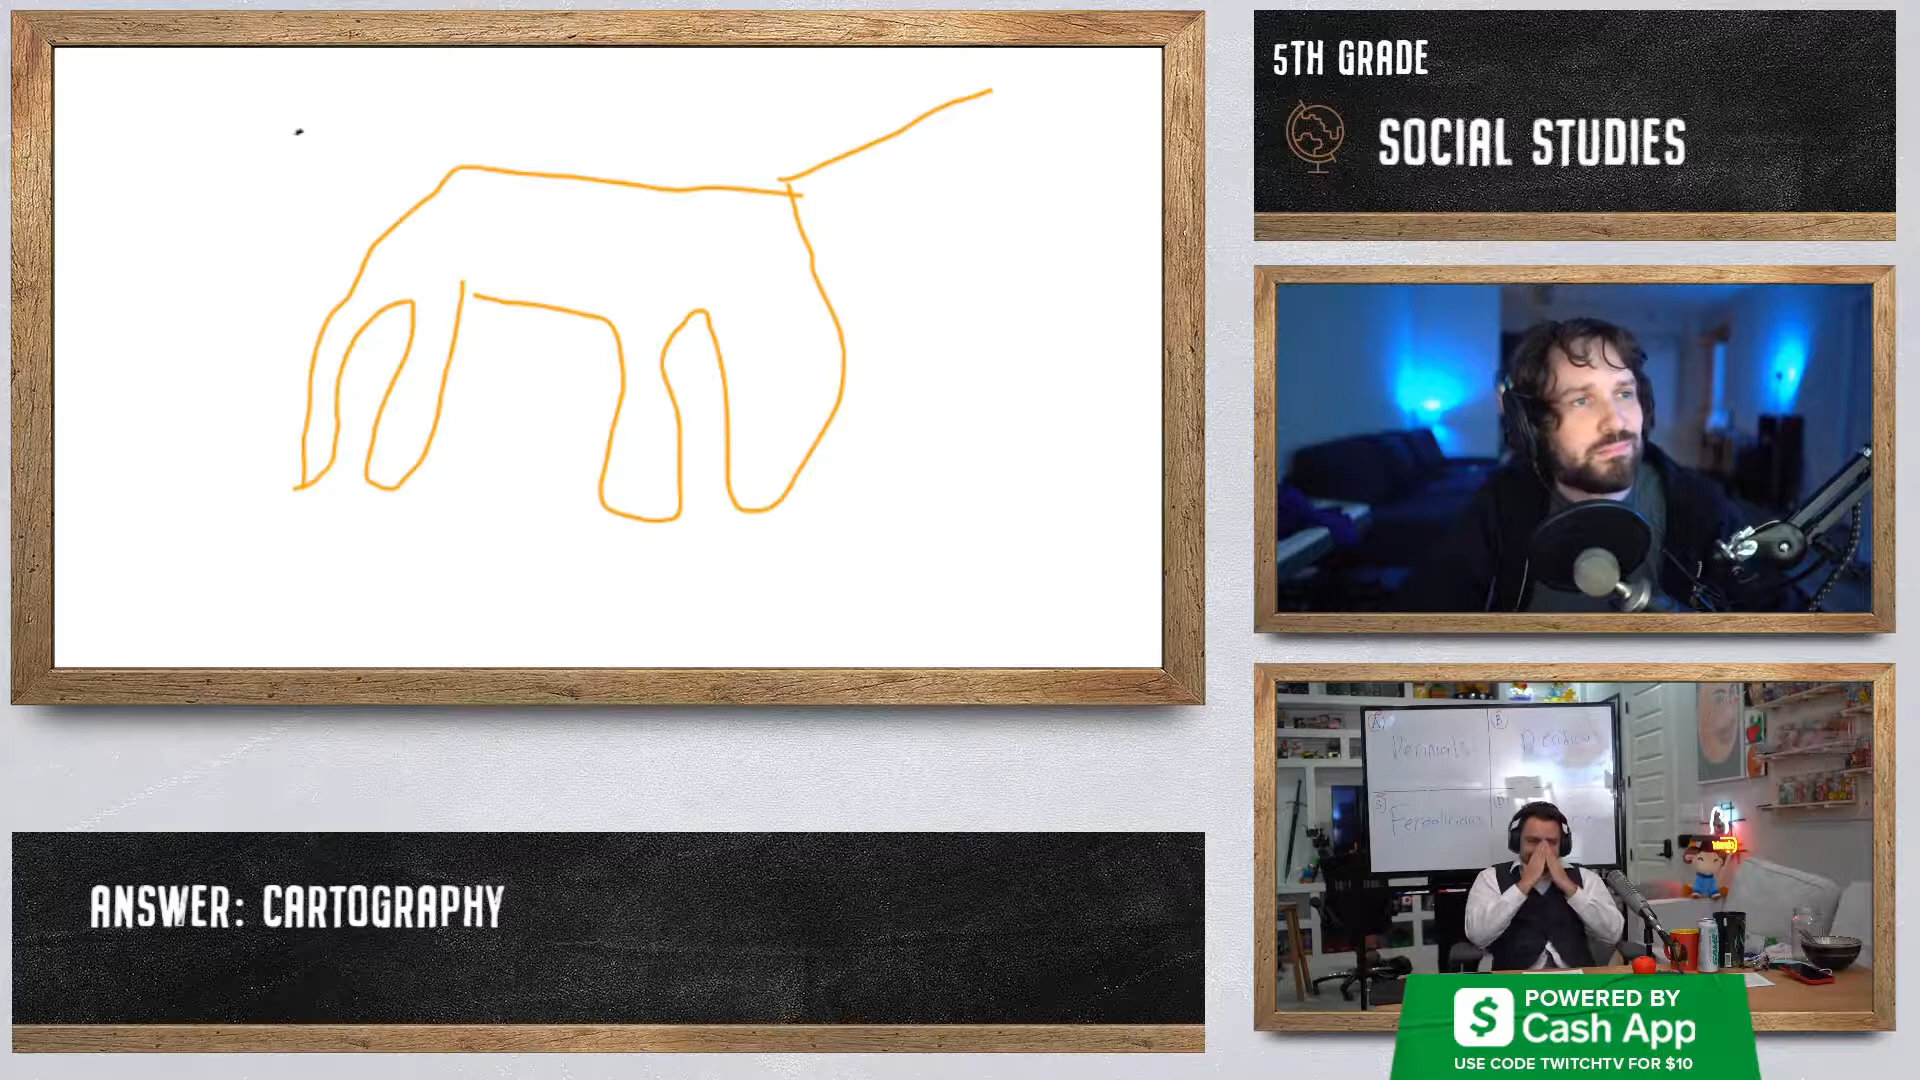 5TH GRADE
SOCIAL STUDIES
A
B
ANSWER: CARTOGRAPHY
POWERED BY
Cash App
USE CODE TWITCHTV FOR $10